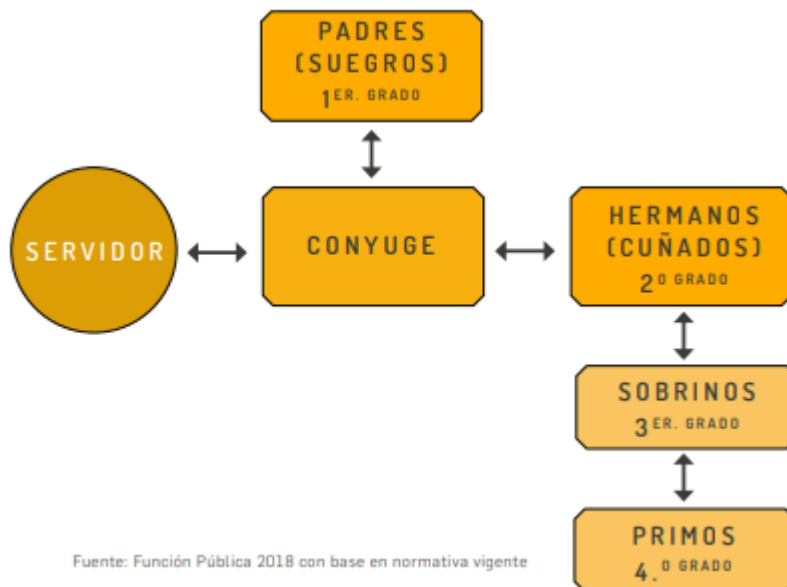 PADRES
(SUEGROS)
1ER. GRADO
SERVIDOR
CONYUGE
HERMANOS
(CUÑADOS)
2º GRADO
SOBRINOS
3ER. GRADO
PRIMOS
4.º GRADO
Fuente: Función Pública 2018 con base en normativa vigente